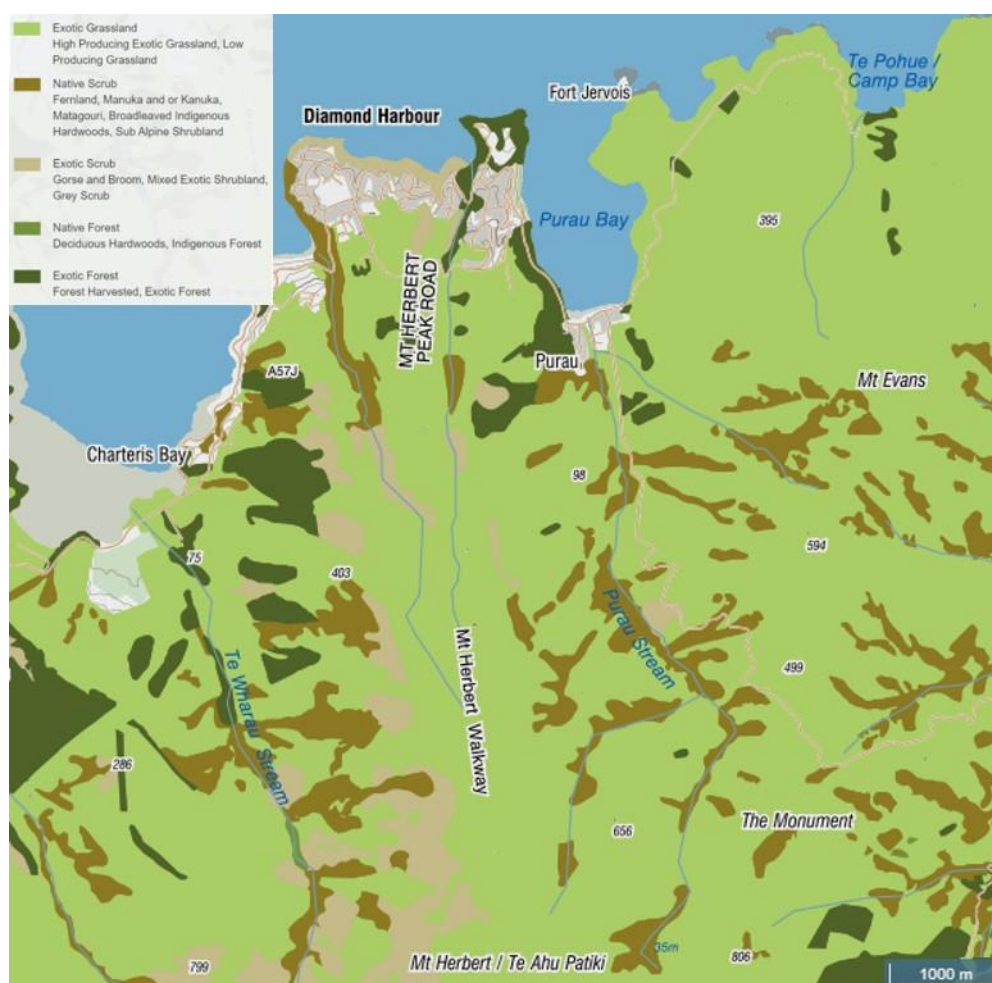 Exotic Grassland
High Producing Exotic Grassland, Low
Producing Grassland
Native Scrub
Fernland, Manuka and or Kanuka,
Matagouri, Broadleaved Indigenous
Hardwoods, Sub Alpine Shrubland
Exotic Scrub
Gorse and Broom, Mixed Exotic Shrubland,
Grey Scrub
Native Forest
Deciduous Hardwoods, Indigenous Forest
Exotic Forest
Forest Harvested, Exotic Forest
Te Pohue /
Camp Bay
Fort Jervois
Diamond Harbour
Purau Bay
395
MT HERBERT
PEAK ROAD
Purau
A57J
Mt Evans
Charteris Bay
98
594
75
403
Purau Stream
Te Wharau Stream
Mt Herbert Walkway
499
286
The Monument
656
35m
806
Mt Herbert / Te Ahu Patiki
799
1000 m